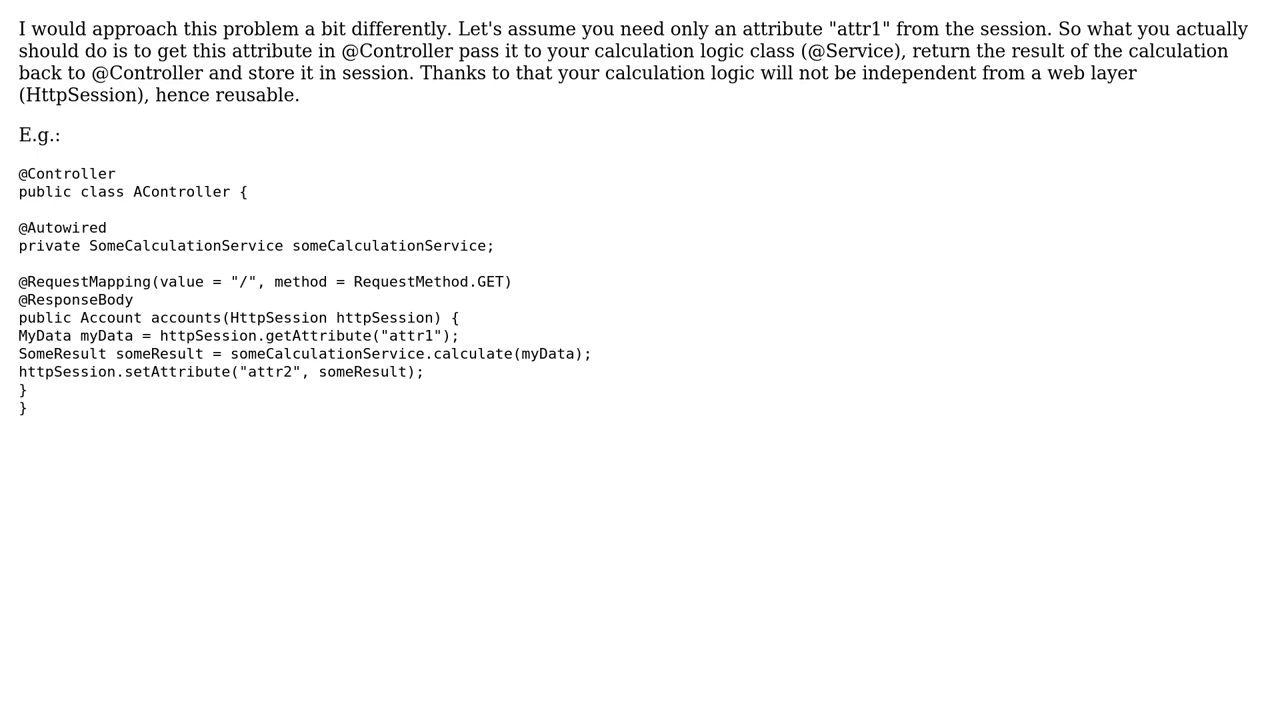 I would approach this problem a bit differently. Let's assume you need only an attribute "attr1" from the session. So what you actually
should do is to get this attribute in @Controller pass it to your calculation logic class (@Service), return the result of the calculation
back to @Controller and store it in session. Thanks to that your calculation logic will not be independent from a web layer
(HttpSession), hence reusable.
E.g.:
@Controller
public class AController {
@Autowired
private SomeCalculationService someCalculationService;
@RequestMapping(value = "/", method = RequestMethod.GET)
@ResponseBody
public Account accounts(HttpSession httpSession) {
MyData myData = httpSession.getAttribute("attr1");
SomeResult someResult = someCalculationService.calculate(myData);
httpSession.setAttribute("attr2", someResult);
}
}